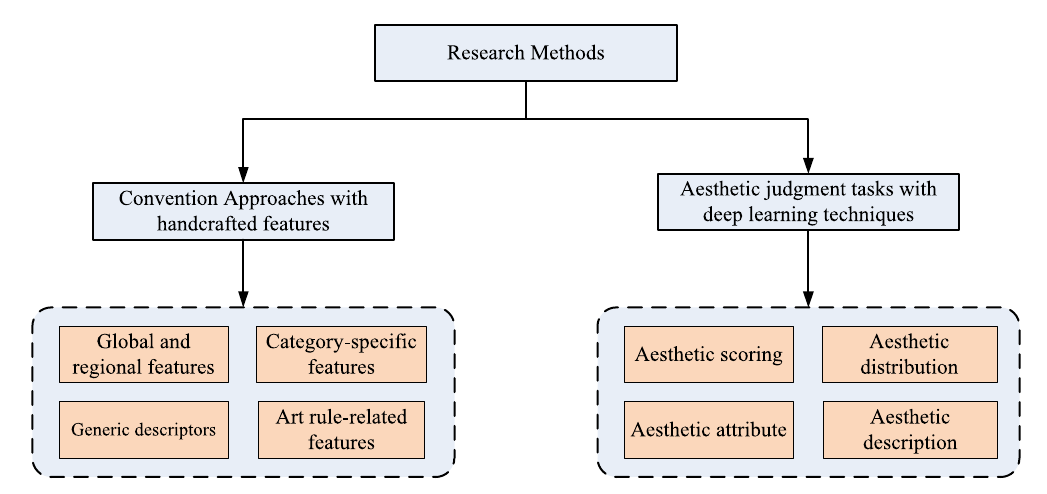 Research Methods
Convention Approaches with
handcrafted features
Aesthetic judgment tasks with
deep learning techniques
Global and
regional features
Category-specific
features
Generic descriptors
Art rule-related
features
Aesthetic scoring
Aesthetic
distribution
Aesthetic attribute
Aesthetic
description